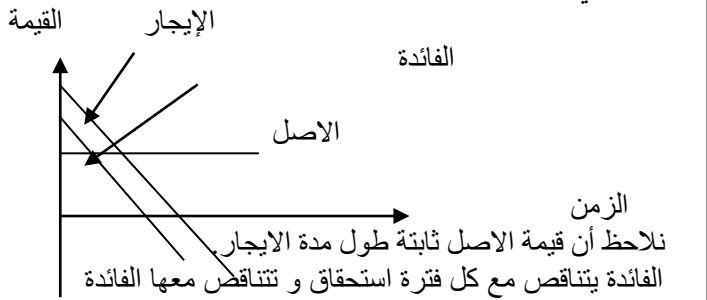 القيمة
الإيجار
الفائدة
الاصل
الزمن
نلاحظ أن قيمة الاصل ثابتة طول مدة الايجار.
الفائدة يتناقص مع كل فترة استحقاق و تتناقص معها الفائدة